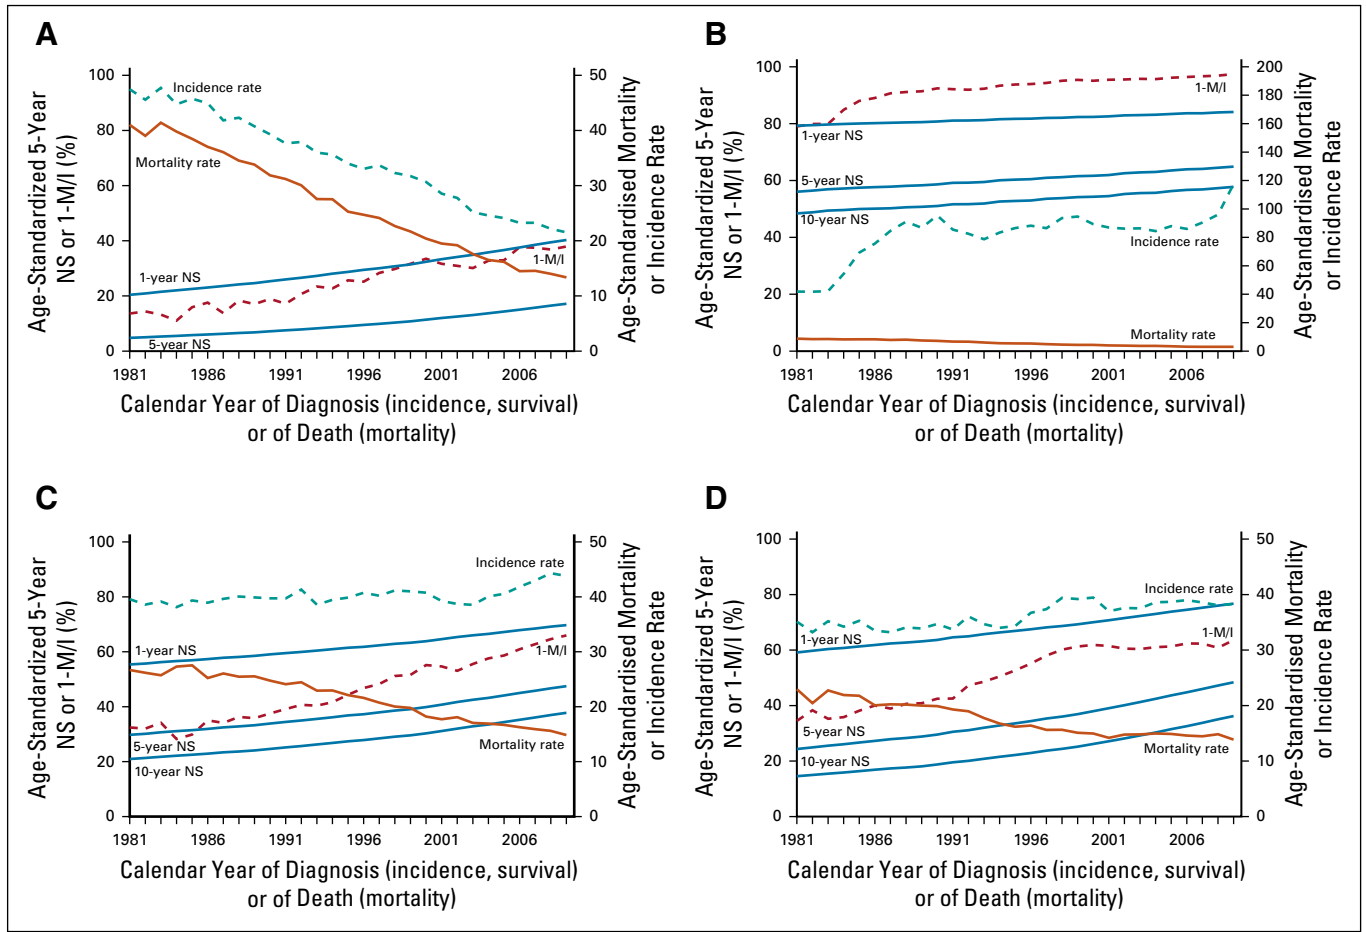 A
Age-Standardized 5-Year
NS or 1-M/I (%)
100
80
60
40
20
0
Incidence rate
Mortality rate
1-year NS
1-M/I
5-year NS
50
40
30
20
10
0
Age-Standardised Mortality
or Incidence Rate
1981 1986 1991 1996 2001 2006
Calendar Year of Diagnosis (incidence, survival)
or of Death (mortality)
B
Age-Standardized 5-Year
NS or 1-M/I (%)
100
80
60
40
20
0
1-M/I
1-year NS
5-year NS
10-year NS
Incidence rate
Mortality rate
200
180
160
140
120
100
80
60
40
20
0
Age-Standardised Mortality
or Incidence Rate
1981 1986 1991 1996 2001 2006
Calendar Year of Diagnosis (incidence, survival)
or of Death (mortality)
C
Age-Standardized 5-Year
NS or 1-M/I (%)
100
80
60
40
20
0
Incidence rate
1-year NS
1-M/I
5-year NS
Mortality rate
10-year NS
50
40
30
20
10
0
Age-Standardised Mortality
or Incidence Rate
1981 1986 1991 1996 2001 2006
Calendar Year of Diagnosis (incidence, survival)
or of Death (mortality)
D
Age-Standardized 5-Year
NS or 1-M/I (%)
100
80
60
40
20
0
Incidence rate
1-year NS
1-M/I
5-year NS
Mortality rate
10-year NS
50
40
30
20
10
0
Age-Standardised Mortality
or Incidence Rate
1981 1986 1991 1996 2001 2006
Calendar Year of Diagnosis (incidence, survival)
or of Death (mortality)